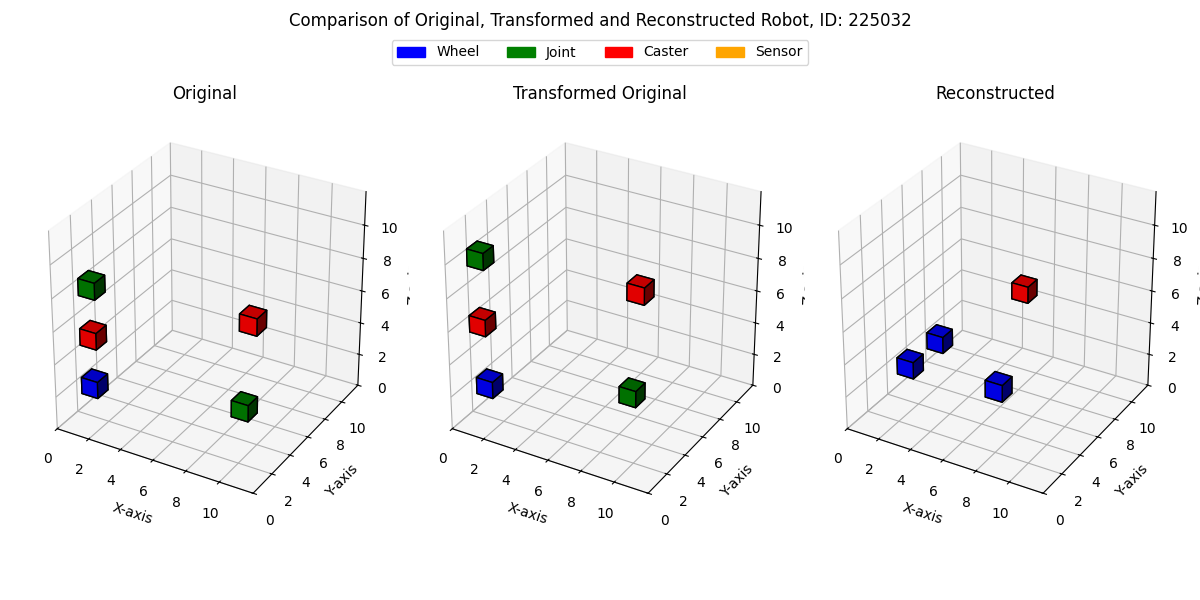 Comparison of Original, Transformed and Reconstructed Robot, ID: 225032
Wheel Joint Caster Sensor
Original Transformed Original Reconstructed
10 10 10
8 8 8
6 6 6
4 4 4
2 2 2
0 0 0
0 2 4 6 8 10 0 2 4 6 8 10 0 2 4 6 8 10
0 2 4 6 8 10 0 2 4 6 8 10 0 2 4 6 8 10
X-axis Y-axis X-axis Y-axis X-axis Y-axis